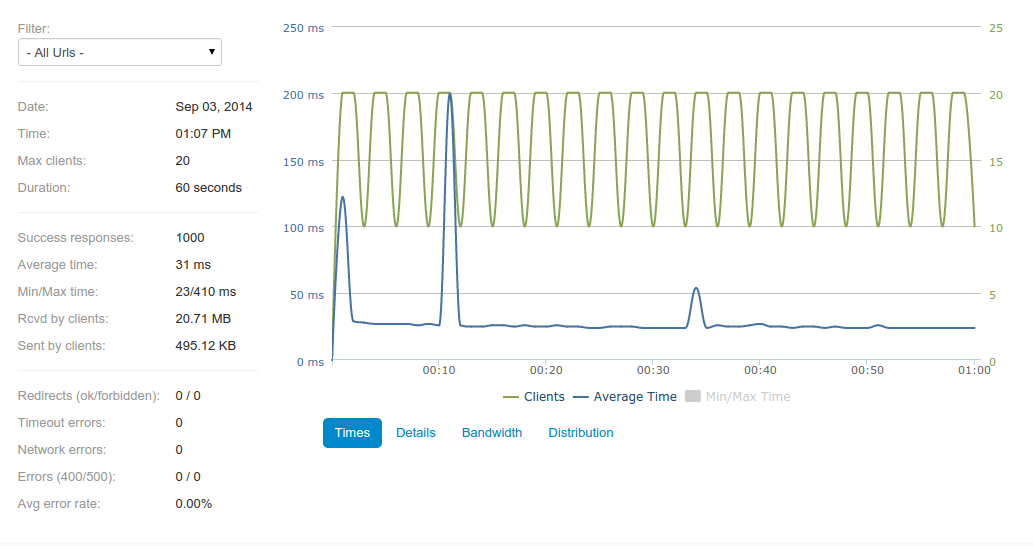 Filter:
- All Urls -
Date: Sep 03, 2014
Time: 01:07 PM
Max clients: 20
Duration: 60 seconds
Success responses: 1000
Average time: 31 ms
Min/Max time: 23/410 ms
Rcvd by clients: 20.71 MB
Sent by clients: 495.12 KB
Redirects (ok/forbidden): 0 / 0
Timeout errors: 0
Network errors: 0
Errors (400/500): 0 / 0
Avg error rate: 0.00%
250 ms 25
200 ms 20
150 ms 15
100 ms 10
50 ms 5
0 ms 0
00:10 00:20 00:30 00:40 00:50 01:00
Clients Average Time Min/Max Time
Times Details Bandwidth Distribution